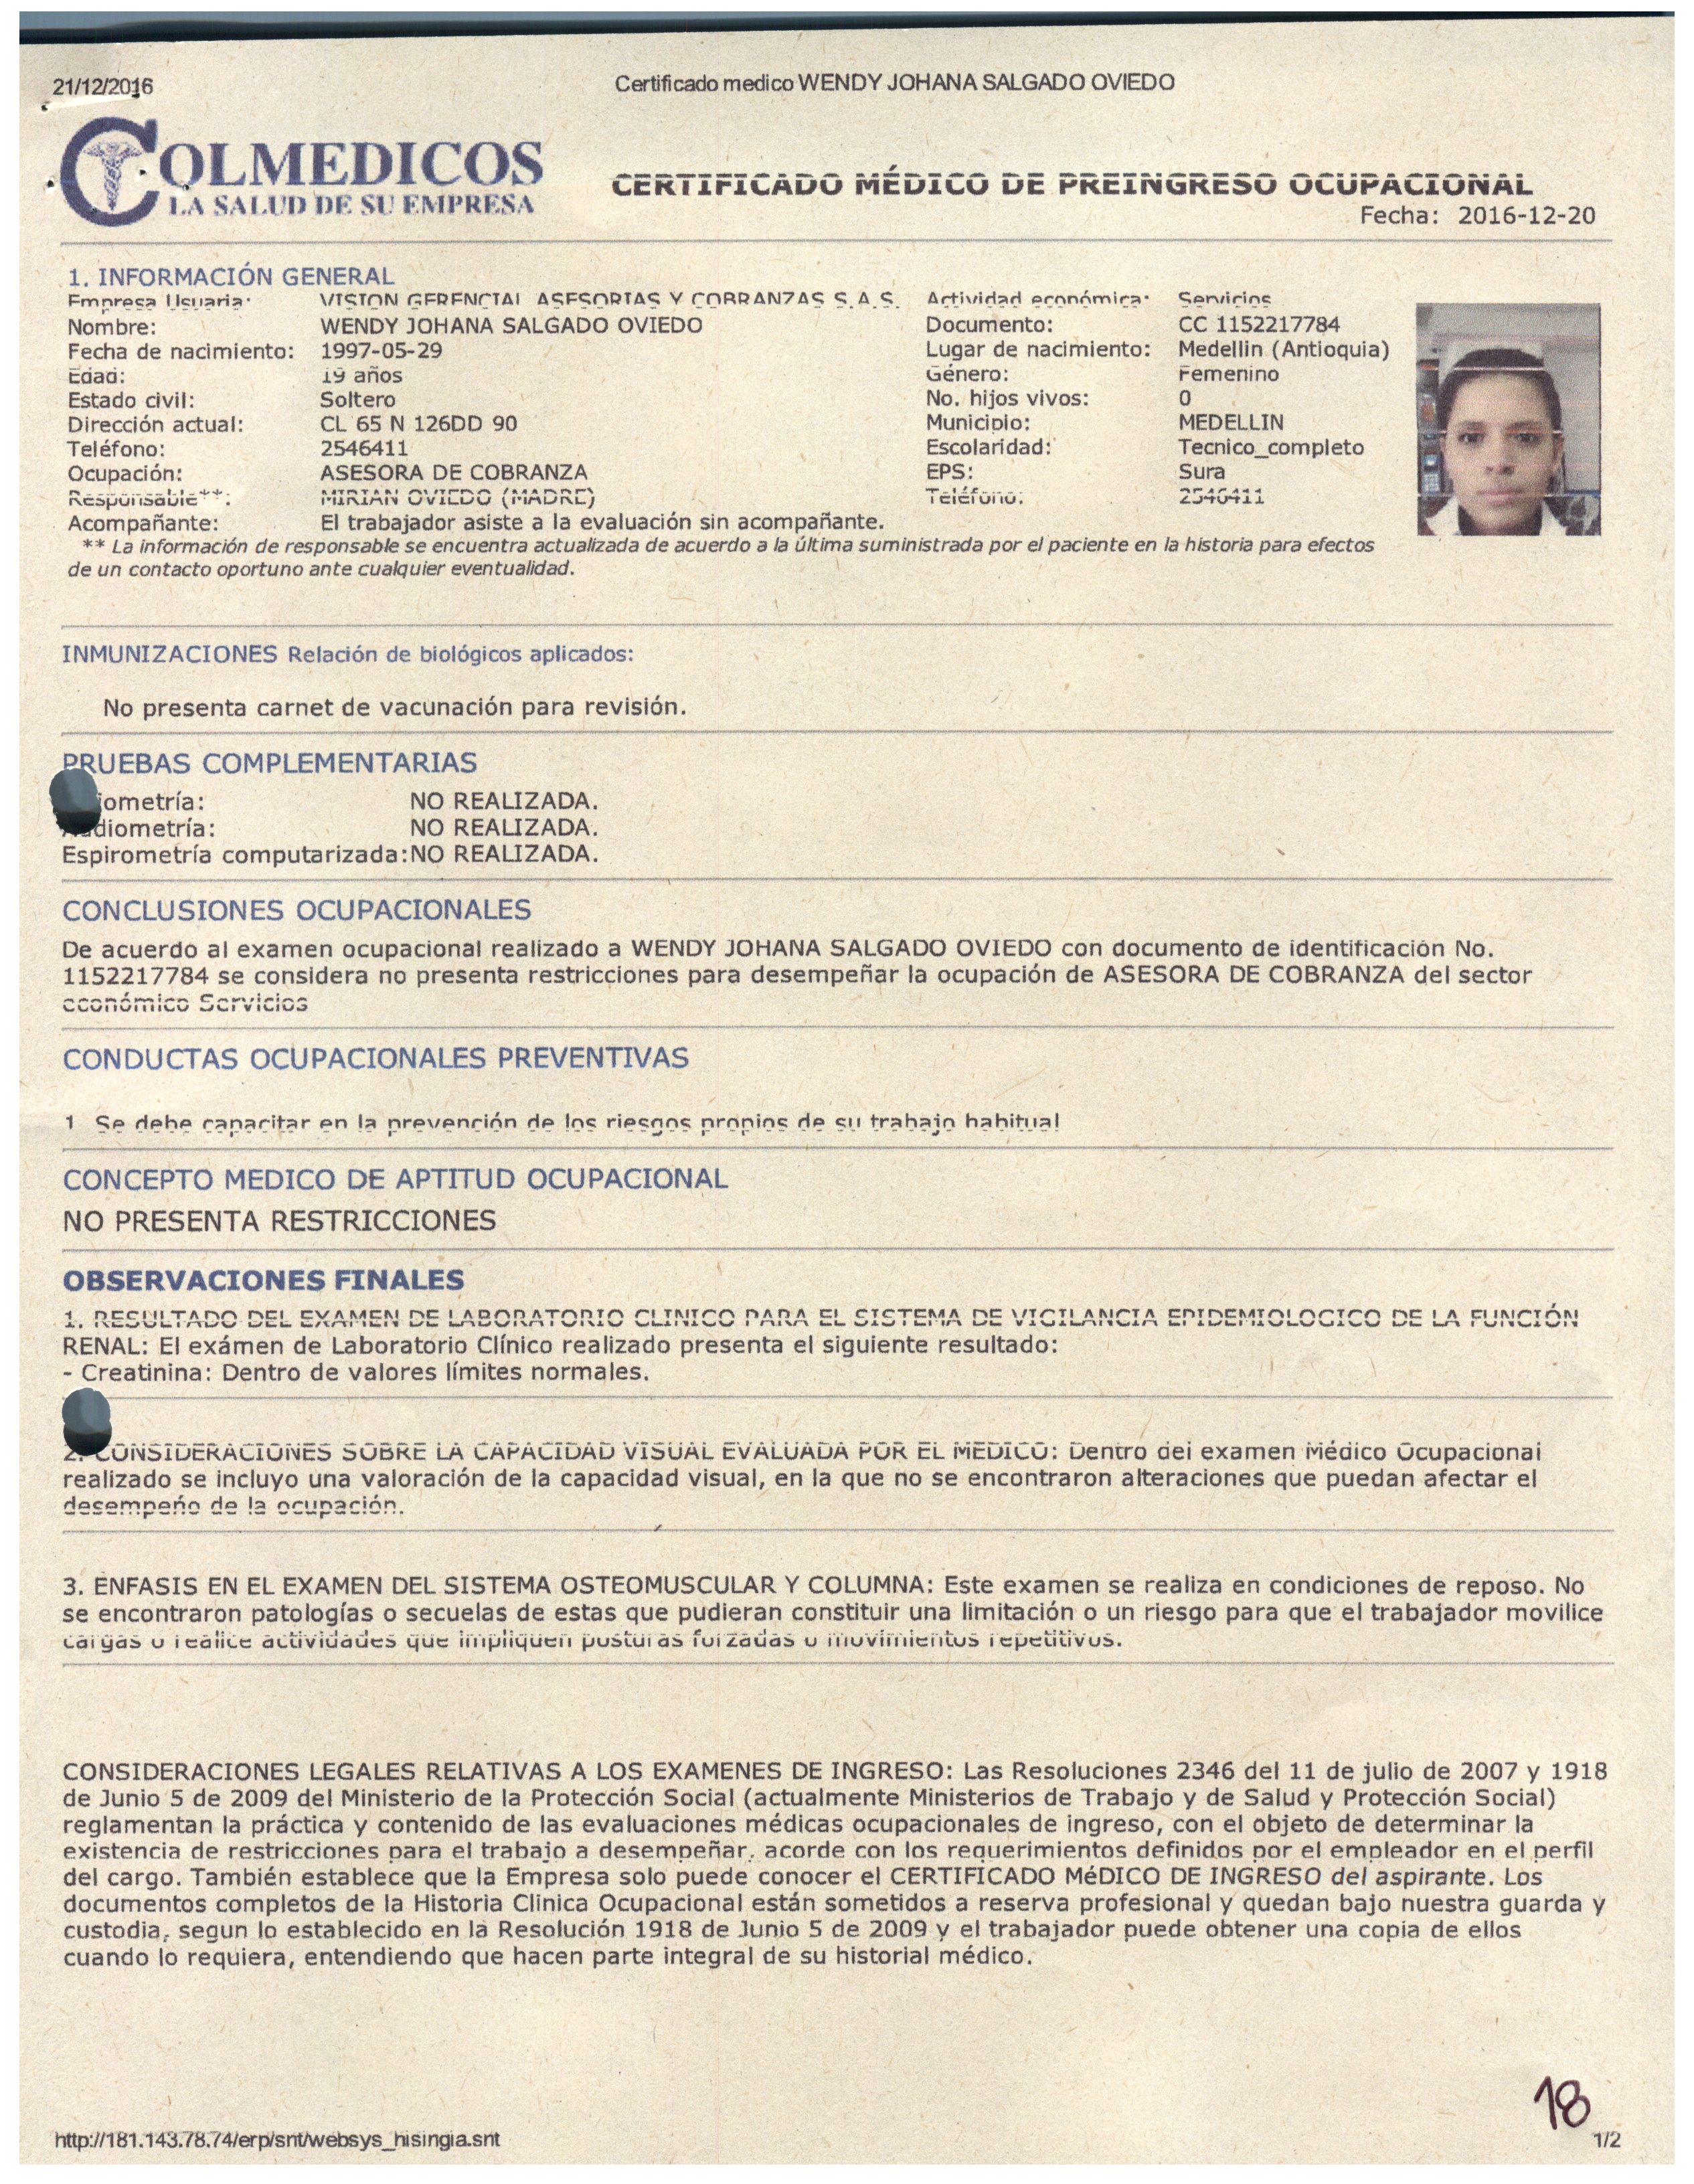 21/12/2016 Certificado medico WENDY JOHANA SALGADO OVIEDO
COLMEDICOS
LA SALUD DE SU EMPRESA
CERTIFICADO MÉDICO DE PREINGRESO OCUPACIONAL
Fecha: 2016-12-20
1. INFORMACIÓN GENERAL
Empresa Usuaria: VISION GERENCIAL ASESORIAS Y COBRANZAS S.A.S. Actividad económica: Servicios
Nombre: WENDY JOHANA SALGADO OVIEDO Documento: CC 1152217784
Fecha de nacimiento: 1997-05-29 Lugar de nacimiento: Medellin (Antioquia)
Edad: 19 años Género: Femenino
Estado civil: Soltero No. hijos vivos: 0
Dirección actual: CL 65 N 126DD 90 Municipio: MEDELLIN
Teléfono: 2546411 Escolaridad: Tecnico_completo
Ocupación: ASESORA DE COBRANZA EPS: Sura
Responsable**: MIRIAN OVIEDO (MADRE) Teléfono: 2546411
Acompañante: El trabajador asiste a la evaluación sin acompañante.
** La información de responsable se encuentra actualizada de acuerdo a la última suministrada por el paciente en la historia para efectos
de un contacto oportuno ante cualquier eventualidad.
INMUNIZACIONES Relación de biológicos aplicados:
No presenta carnet de vacunación para revisión.
PRUEBAS COMPLEMENTARIAS
iometría: NO REALIZADA.
Audiometría: NO REALIZADA.
Espirometría computarizada: NO REALIZADA.
CONCLUSIONES OCUPACIONALES
De acuerdo al examen ocupacional realizado a WENDY JOHANA SALGADO OVIEDO con documento de identificación No.
1152217784 se considera no presenta restricciones para desempeñar la ocupación de ASESORA DE COBRANZA del sector
económico Servicios
CONDUCTAS OCUPACIONALES PREVENTIVAS
1 Se debe capacitar en la prevención de los riesgos propios de su trabajo habitual
CONCEPTO MEDICO DE APTITUD OCUPACIONAL
NO PRESENTA RESTRICCIONES
OBSERVACIONES FINALES
1. RESULTADO DEL EXAMEN DE LABORATORIO CLINICO PARA EL SISTEMA DE VIGILANCIA EPIDEMIOLOGICO DE LA FUNCIÓN
RENAL: El exámen de Laboratorio Clínico realizado presenta el siguiente resultado:
- Creatinina: Dentro de valores límites normales.
2. CONSIDERACIONES SOBRE LA CAPACIDAD VISUAL EVALUADA POR EL MEDICO: Dentro del examen Médico Ocupacional
realizado se incluyo una valoración de la capacidad visual, en la que no se encontraron alteraciones que puedan afectar el
desempeño de la ocupación.
3. ENFASIS EN EL EXAMEN DEL SISTEMA OSTEOMUSCULAR Y COLUMNA: Este examen se realiza en condiciones de reposo. No
se encontraron patologías o secuelas de estas que pudieran constituir una limitación o un riesgo para que el trabajador movilice
cargas o realice actividades que impliquen posturas forzadas o movimientos repetitivos.
CONSIDERACIONES LEGALES RELATIVAS A LOS EXAMENES DE INGRESO: Las Resoluciones 2346 del 11 de julio de 2007 y 1918
de Junio 5 de 2009 del Ministerio de la Protección Social (actualmente Ministerios de Trabajo y de Salud y Protección Social)
reglamentan la práctica y contenido de las evaluaciones médicas ocupacionales de ingreso, con el objeto de determinar la
existencia de restricciones para el trabajo a desempeñar, acorde con los requerimientos definidos por el empleador en el perfil
del cargo. También establece que la Empresa solo puede conocer el CERTIFICADO MéDICO DE INGRESO del aspirante. Los
documentos completos de la Historia Clinica Ocupacional están sometidos a reserva profesional y quedan bajo nuestra guarda y
custodia, segun lo establecido en la Resolución 1918 de Junio 5 de 2009 y el trabajador puede obtener una copia de ellos
cuando lo requiera, entendiendo que hacen parte integral de su historial médico.
18
http://181.143.78.74/erp/snt/websys_hisingia.snt 1/2